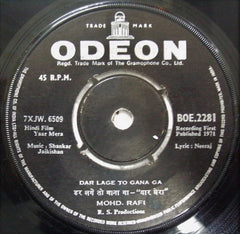 TRADE MARK
ODEON
Regd. Trade Mark of The Gramophone Co., Ltd.
45 R.P.M.
7XJW. 6509
BOE.2281
Hindi Film
Yaar Mera
Recording First
Published 1971
Music : Shankar
Jaikishan
Lyric : Neeraj
DAR LAGE TO GANA GA
डर लगे तो गाना गा - "यार मेरा"
MOHD. RAFI
R. S. Productions